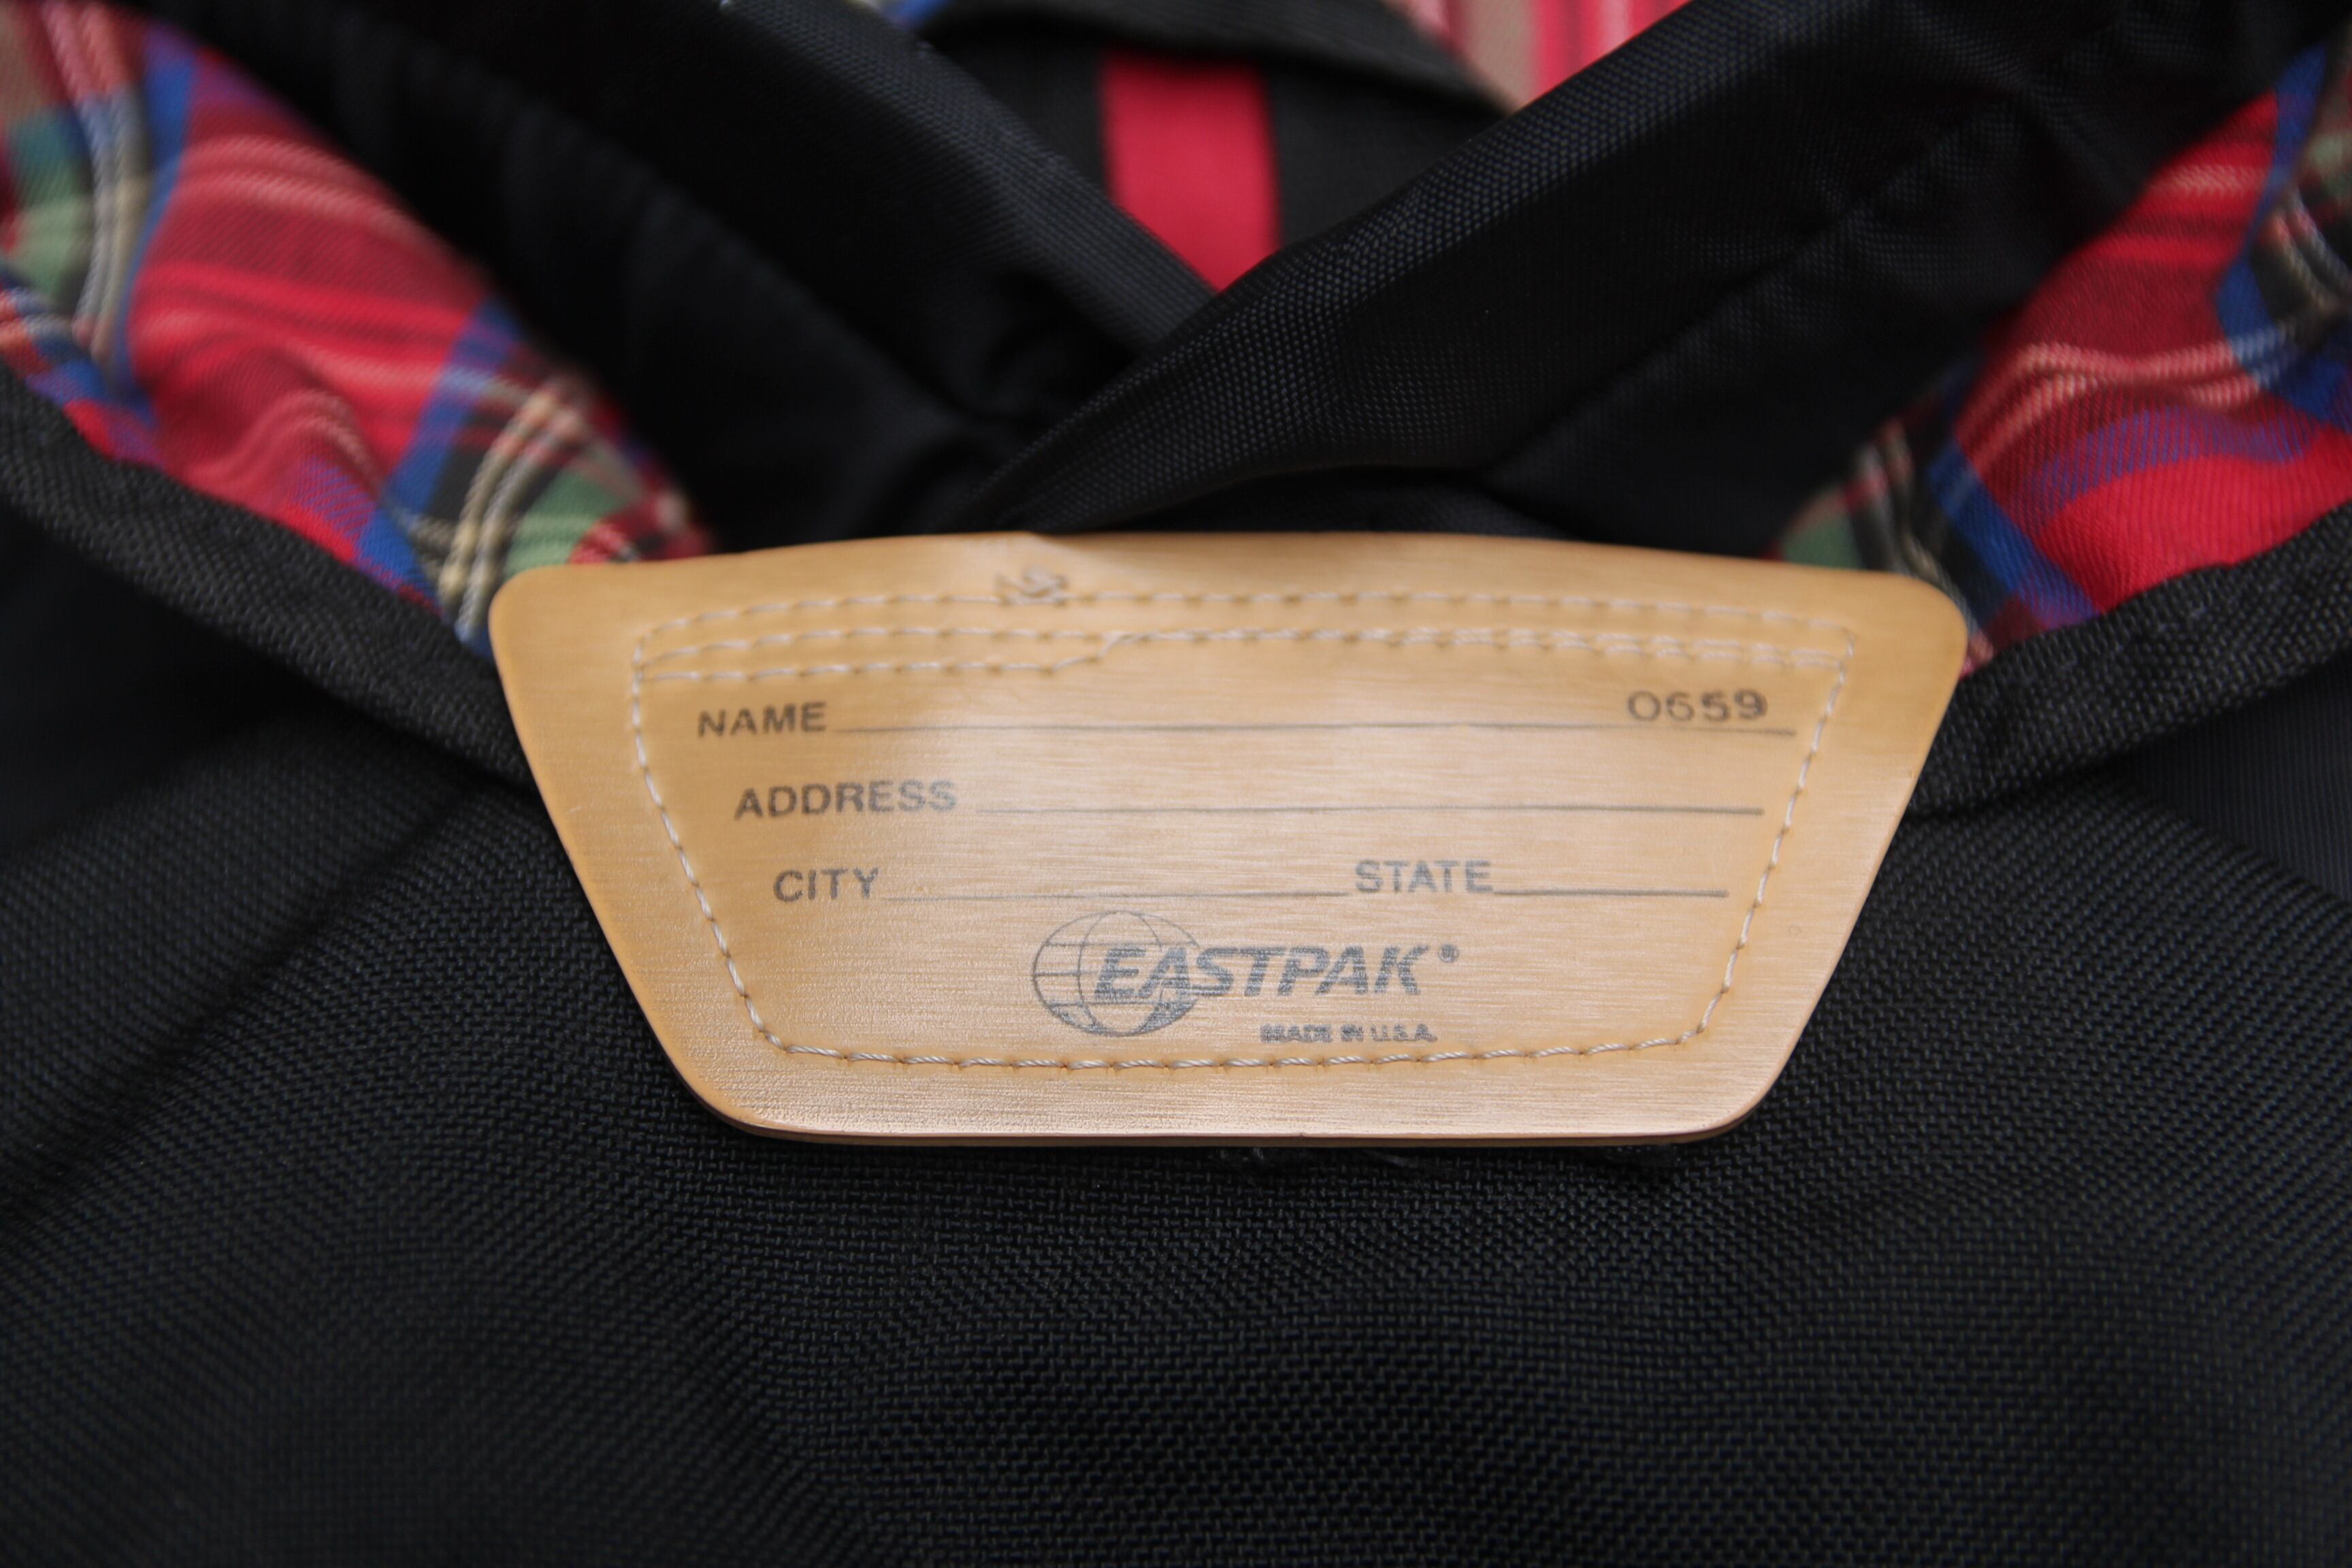 NAME 0659
ADDRESS
CITY STATE
EASTPAK®
MADE IN U.S.A.